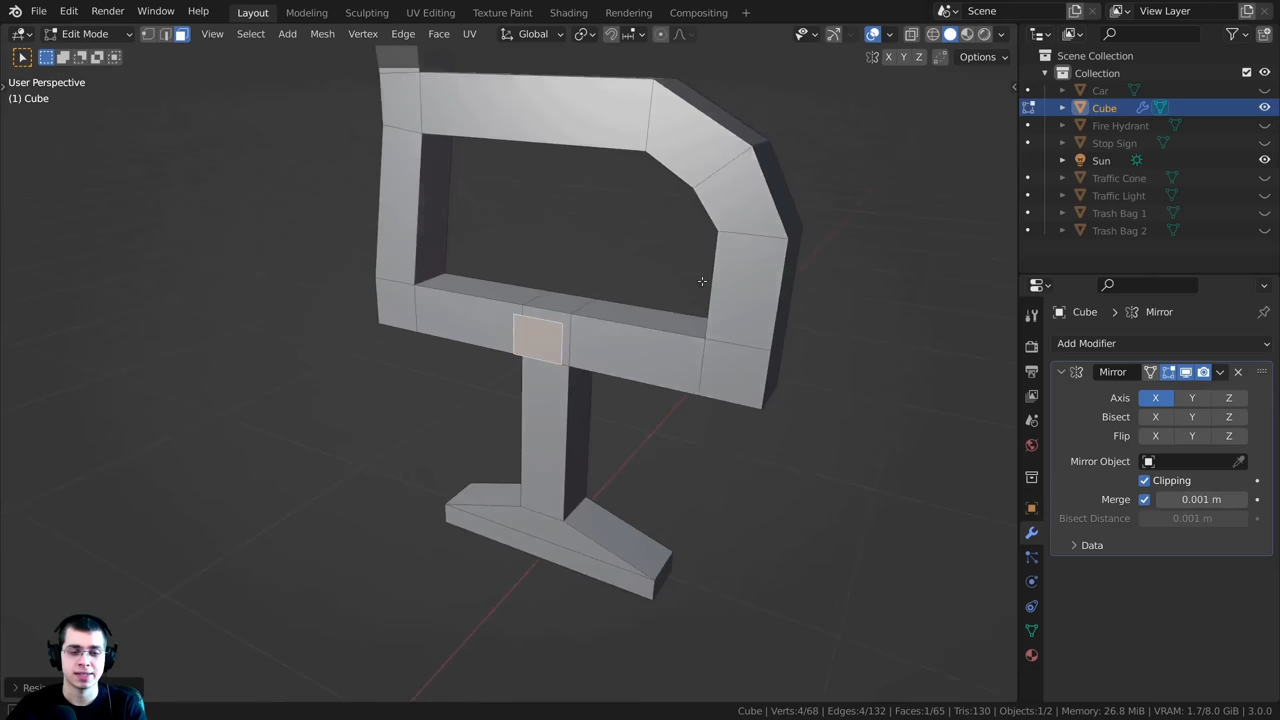 File Edit Render Window Help Layout Modeling Sculpting UV Editing Texture Paint Shading Animation Rendering Compositing Scene View Layer
Edit Mode View Select Add Mesh Vertex Edge Face UV Global
X Y Z Options
User Perspective
(1) Cube
Scene Collection
Collection
Car
Cube
Fire Hydrant
Stop Sign
Sun
Traffic Cone
Traffic Light
Trash Bag 1
Trash Bag 2
Cube > Mirror
Add Modifier
Mirror
Axis X Y Z
Bisect X Y Z
Flip X Y Z
Mirror Object
Clipping
Merge 0.001 m
Bisect Distance 0.001 m
Data
Cube | Verts:4/68 | Edges:4/132 | Faces:1/65 | Tris:130 | Objects:1/2 | Memory: 26.8 MiB | VRAM: 1.7/8.0 GiB | 3.0.0